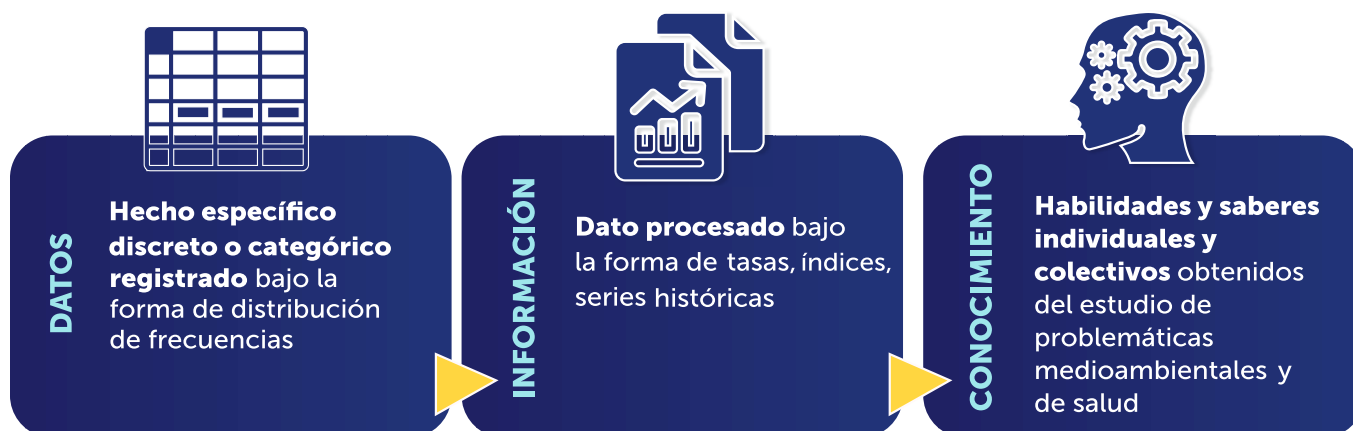 DATOS
Hecho específico
discreto o categórico
registrado bajo la
forma de distribución
de frecuencias
INFORMACIÓN
Dato procesado bajo
la forma de tasas, índices,
series históricas
CONOCIMIENTO
Habilidades y saberes
individuales y
colectivos obtenidos
del estudio de
problemáticas
medioambientales y
de salud